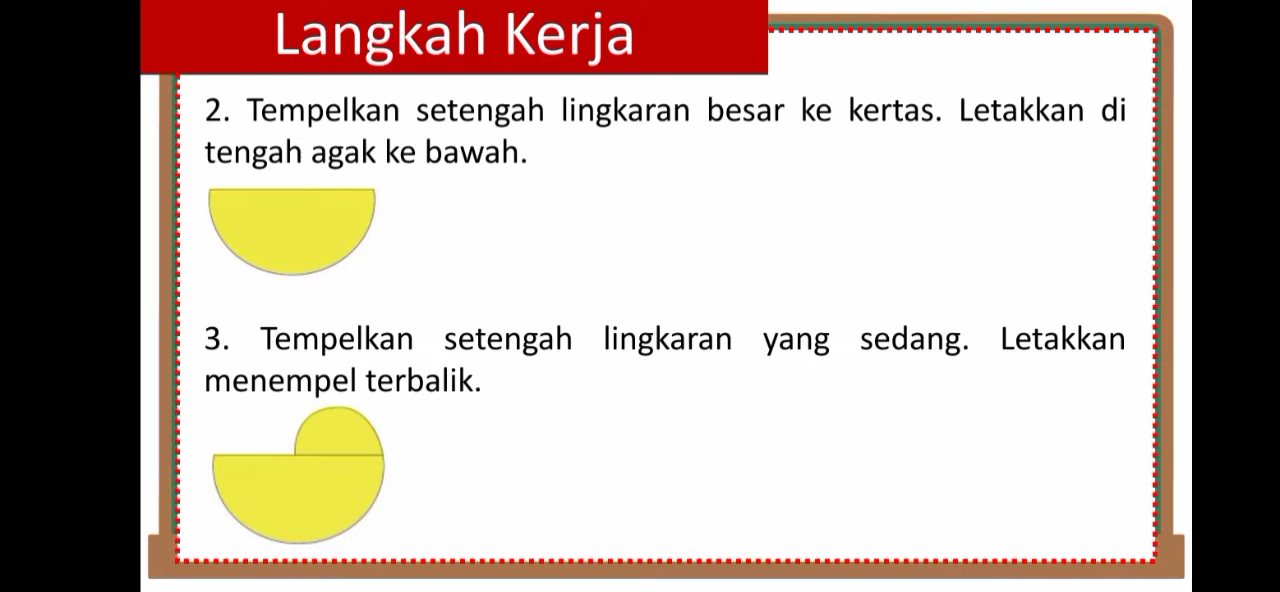 Langkah Kerja
2. Tempelkan setengah lingkaran besar ke kertas. Letakkan di
tengah agak ke bawah.
3. Tempelkan setengah lingkaran yang sedang. Letakkan
menempel terbalik.